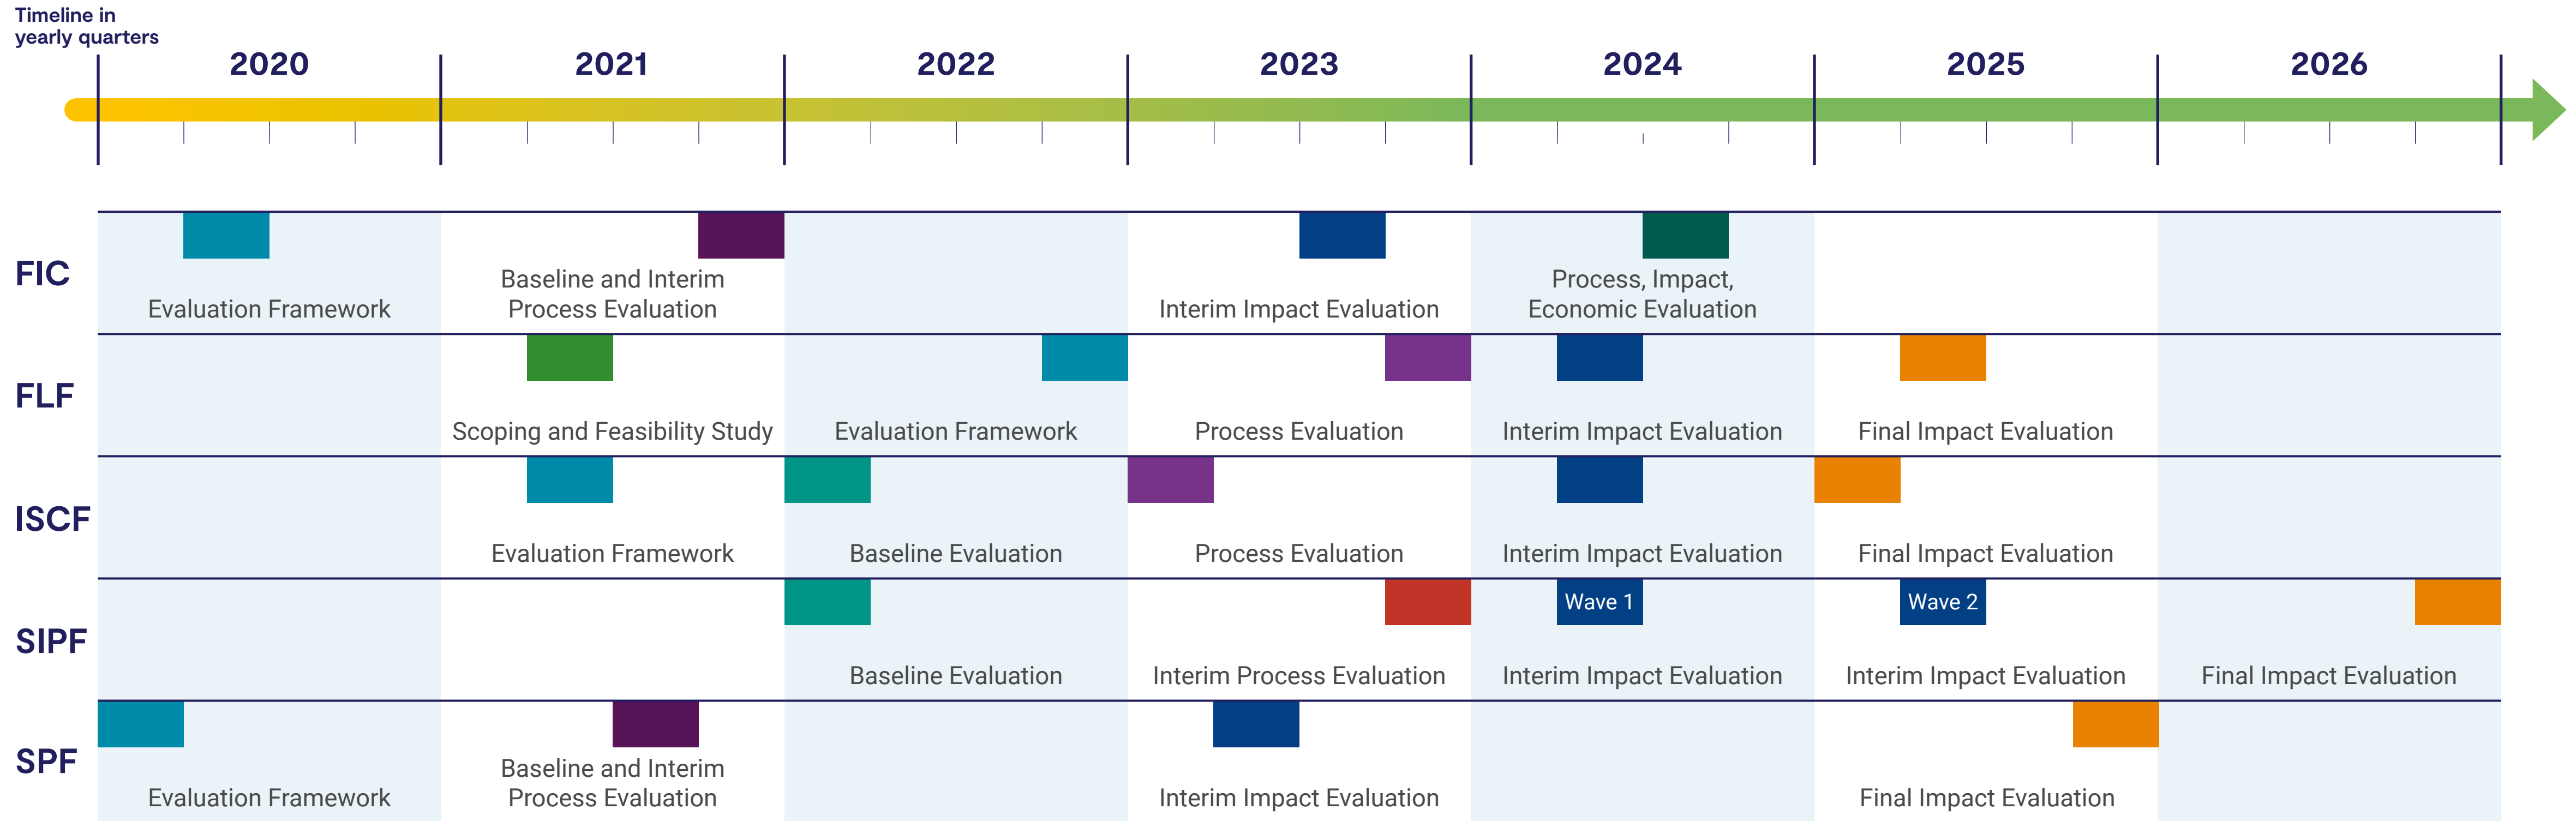 Timeline in
yearly quarters
2020 2021 2022 2023 2024 2025 2026
FIC
Evaluation Framework
Baseline and Interim
Process Evaluation
Interim Impact Evaluation
Process, Impact,
Economic Evaluation
FLF
Scoping and Feasibility Study
Evaluation Framework
Process Evaluation
Interim Impact Evaluation
Final Impact Evaluation
ISCF
Evaluation Framework
Baseline Evaluation
Process Evaluation
Interim Impact Evaluation
Final Impact Evaluation
SIPF
Baseline Evaluation
Interim Process Evaluation
Wave 1
Interim Impact Evaluation
Wave 2
Interim Impact Evaluation
Final Impact Evaluation
SPF
Evaluation Framework
Baseline and Interim
Process Evaluation
Interim Impact Evaluation
Final Impact Evaluation